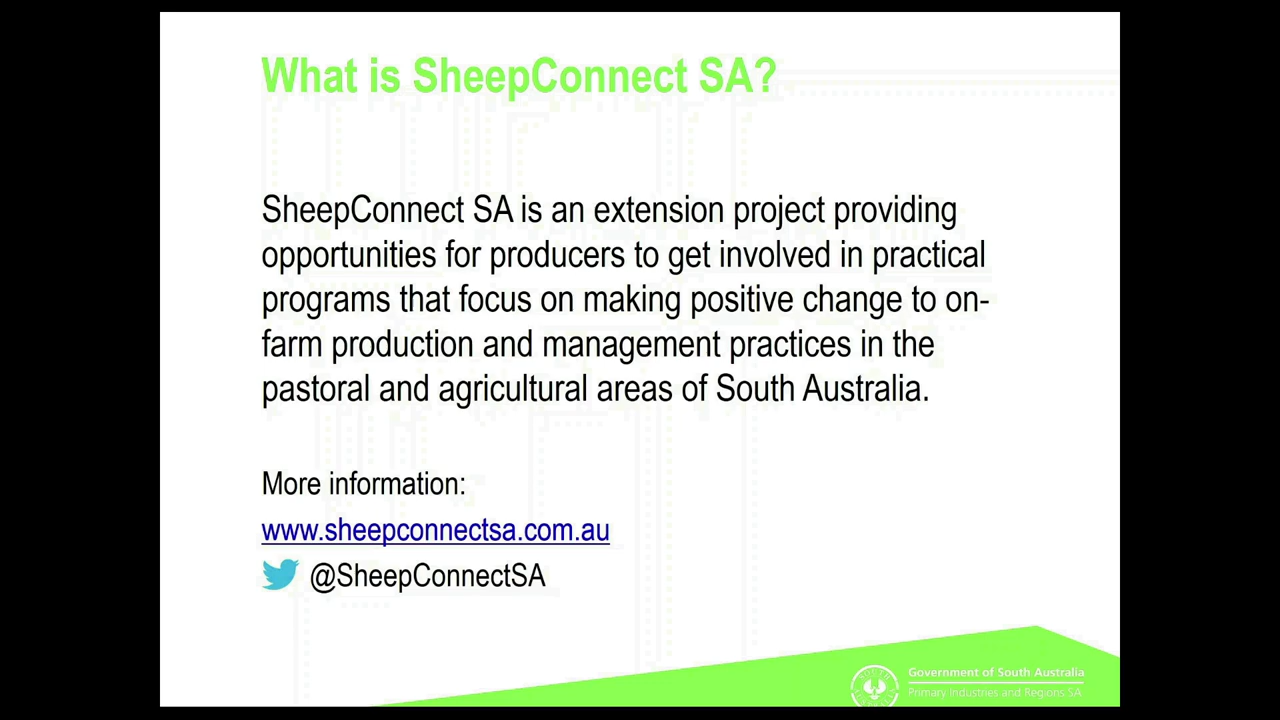 What is SheepConnect SA?
SheepConnect SA is an extension project providing
opportunities for producers to get involved in practical
programs that focus on making positive change to on-
farm production and management practices in the
pastoral and agricultural areas of South Australia.
More information:
www.sheepconnectsa.com.au
@SheepConnectSA
Government of South Australia
Primary Industries and Regions SA